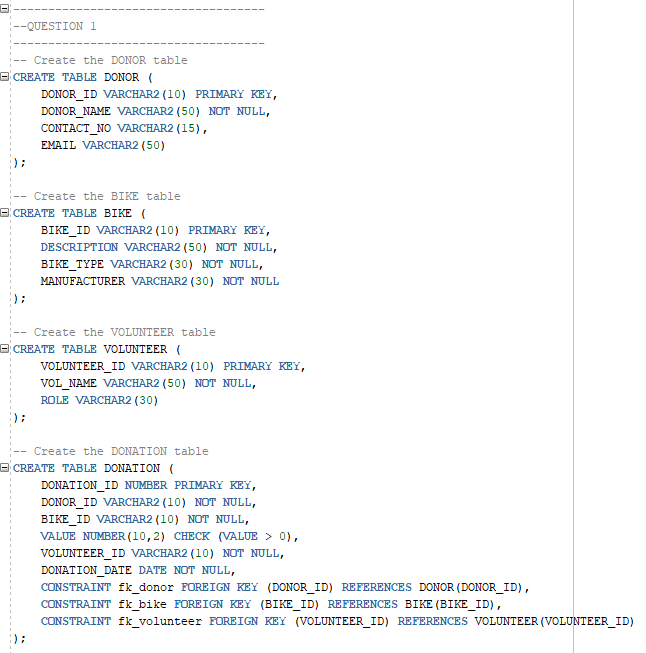 ------------------------------------
--QUESTION 1
------------------------------------
-- Create the DONOR table
CREATE TABLE DONOR (
    DONOR_ID VARCHAR2(10) PRIMARY KEY,
    DONOR_NAME VARCHAR2(50) NOT NULL,
    CONTACT_NO VARCHAR2(15),
    EMAIL VARCHAR2(50)
);

-- Create the BIKE table
CREATE TABLE BIKE (
    BIKE_ID VARCHAR2(10) PRIMARY KEY,
    DESCRIPTION VARCHAR2(50) NOT NULL,
    BIKE_TYPE VARCHAR2(30) NOT NULL,
    MANUFACTURER VARCHAR2(30) NOT NULL
);

-- Create the VOLUNTEER table
CREATE TABLE VOLUNTEER (
    VOLUNTEER_ID VARCHAR2(10) PRIMARY KEY,
    VOL_NAME VARCHAR2(50) NOT NULL,
    ROLE VARCHAR2(30)
);

-- Create the DONATION table
CREATE TABLE DONATION (
    DONATION_ID NUMBER PRIMARY KEY,
    DONOR_ID VARCHAR2(10) NOT NULL,
    BIKE_ID VARCHAR2(10) NOT NULL,
    VALUE NUMBER(10,2) CHECK (VALUE > 0),
    VOLUNTEER_ID VARCHAR2(10) NOT NULL,
    DONATION_DATE DATE NOT NULL,
    CONSTRAINT fk_donor FOREIGN KEY (DONOR_ID) REFERENCES DONOR(DONOR_ID),
    CONSTRAINT fk_bike FOREIGN KEY (BIKE_ID) REFERENCES BIKE(BIKE_ID),
    CONSTRAINT fk_volunteer FOREIGN KEY (VOLUNTEER_ID) REFERENCES VOLUNTEER(VOLUNTEER_ID)
);